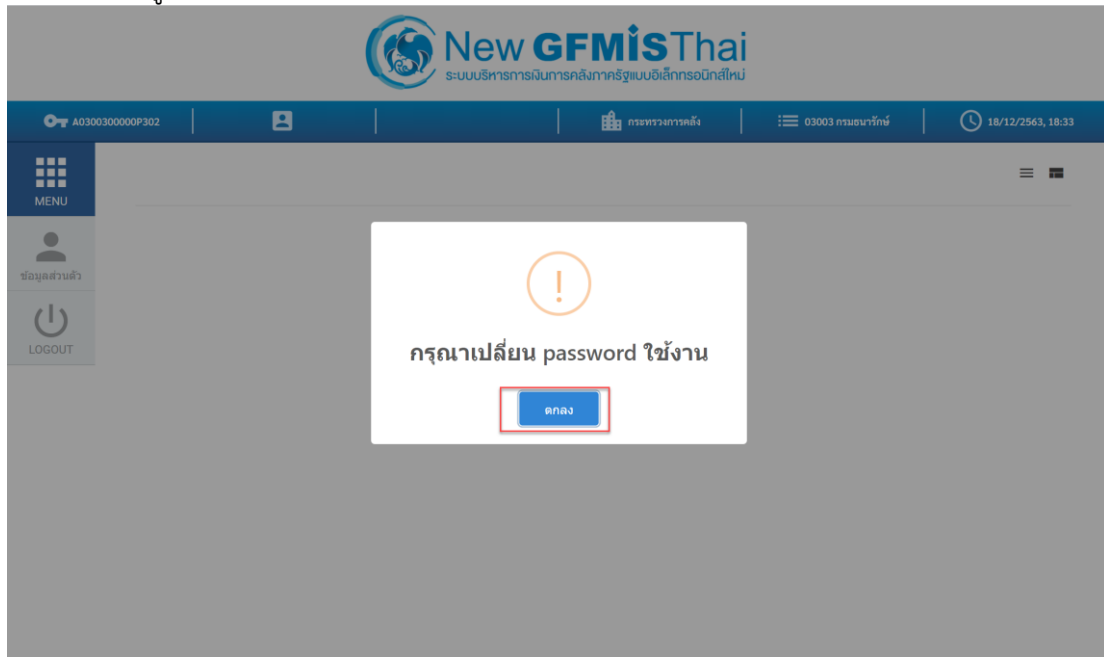 New GFMIS Thai
ระบบบริหารการเงินการคลังภาครัฐแบบอิเล็กทรอนิกส์ใหม่
A0300300000P302 กระทรวงการคลัง 03003 กรมธนารักษ์ 18/12/2563, 18:33
MENU
ข้อมูลส่วนตัว
LOGOUT
!
กรุณาเปลี่ยน password ใช้งาน
ตกลง